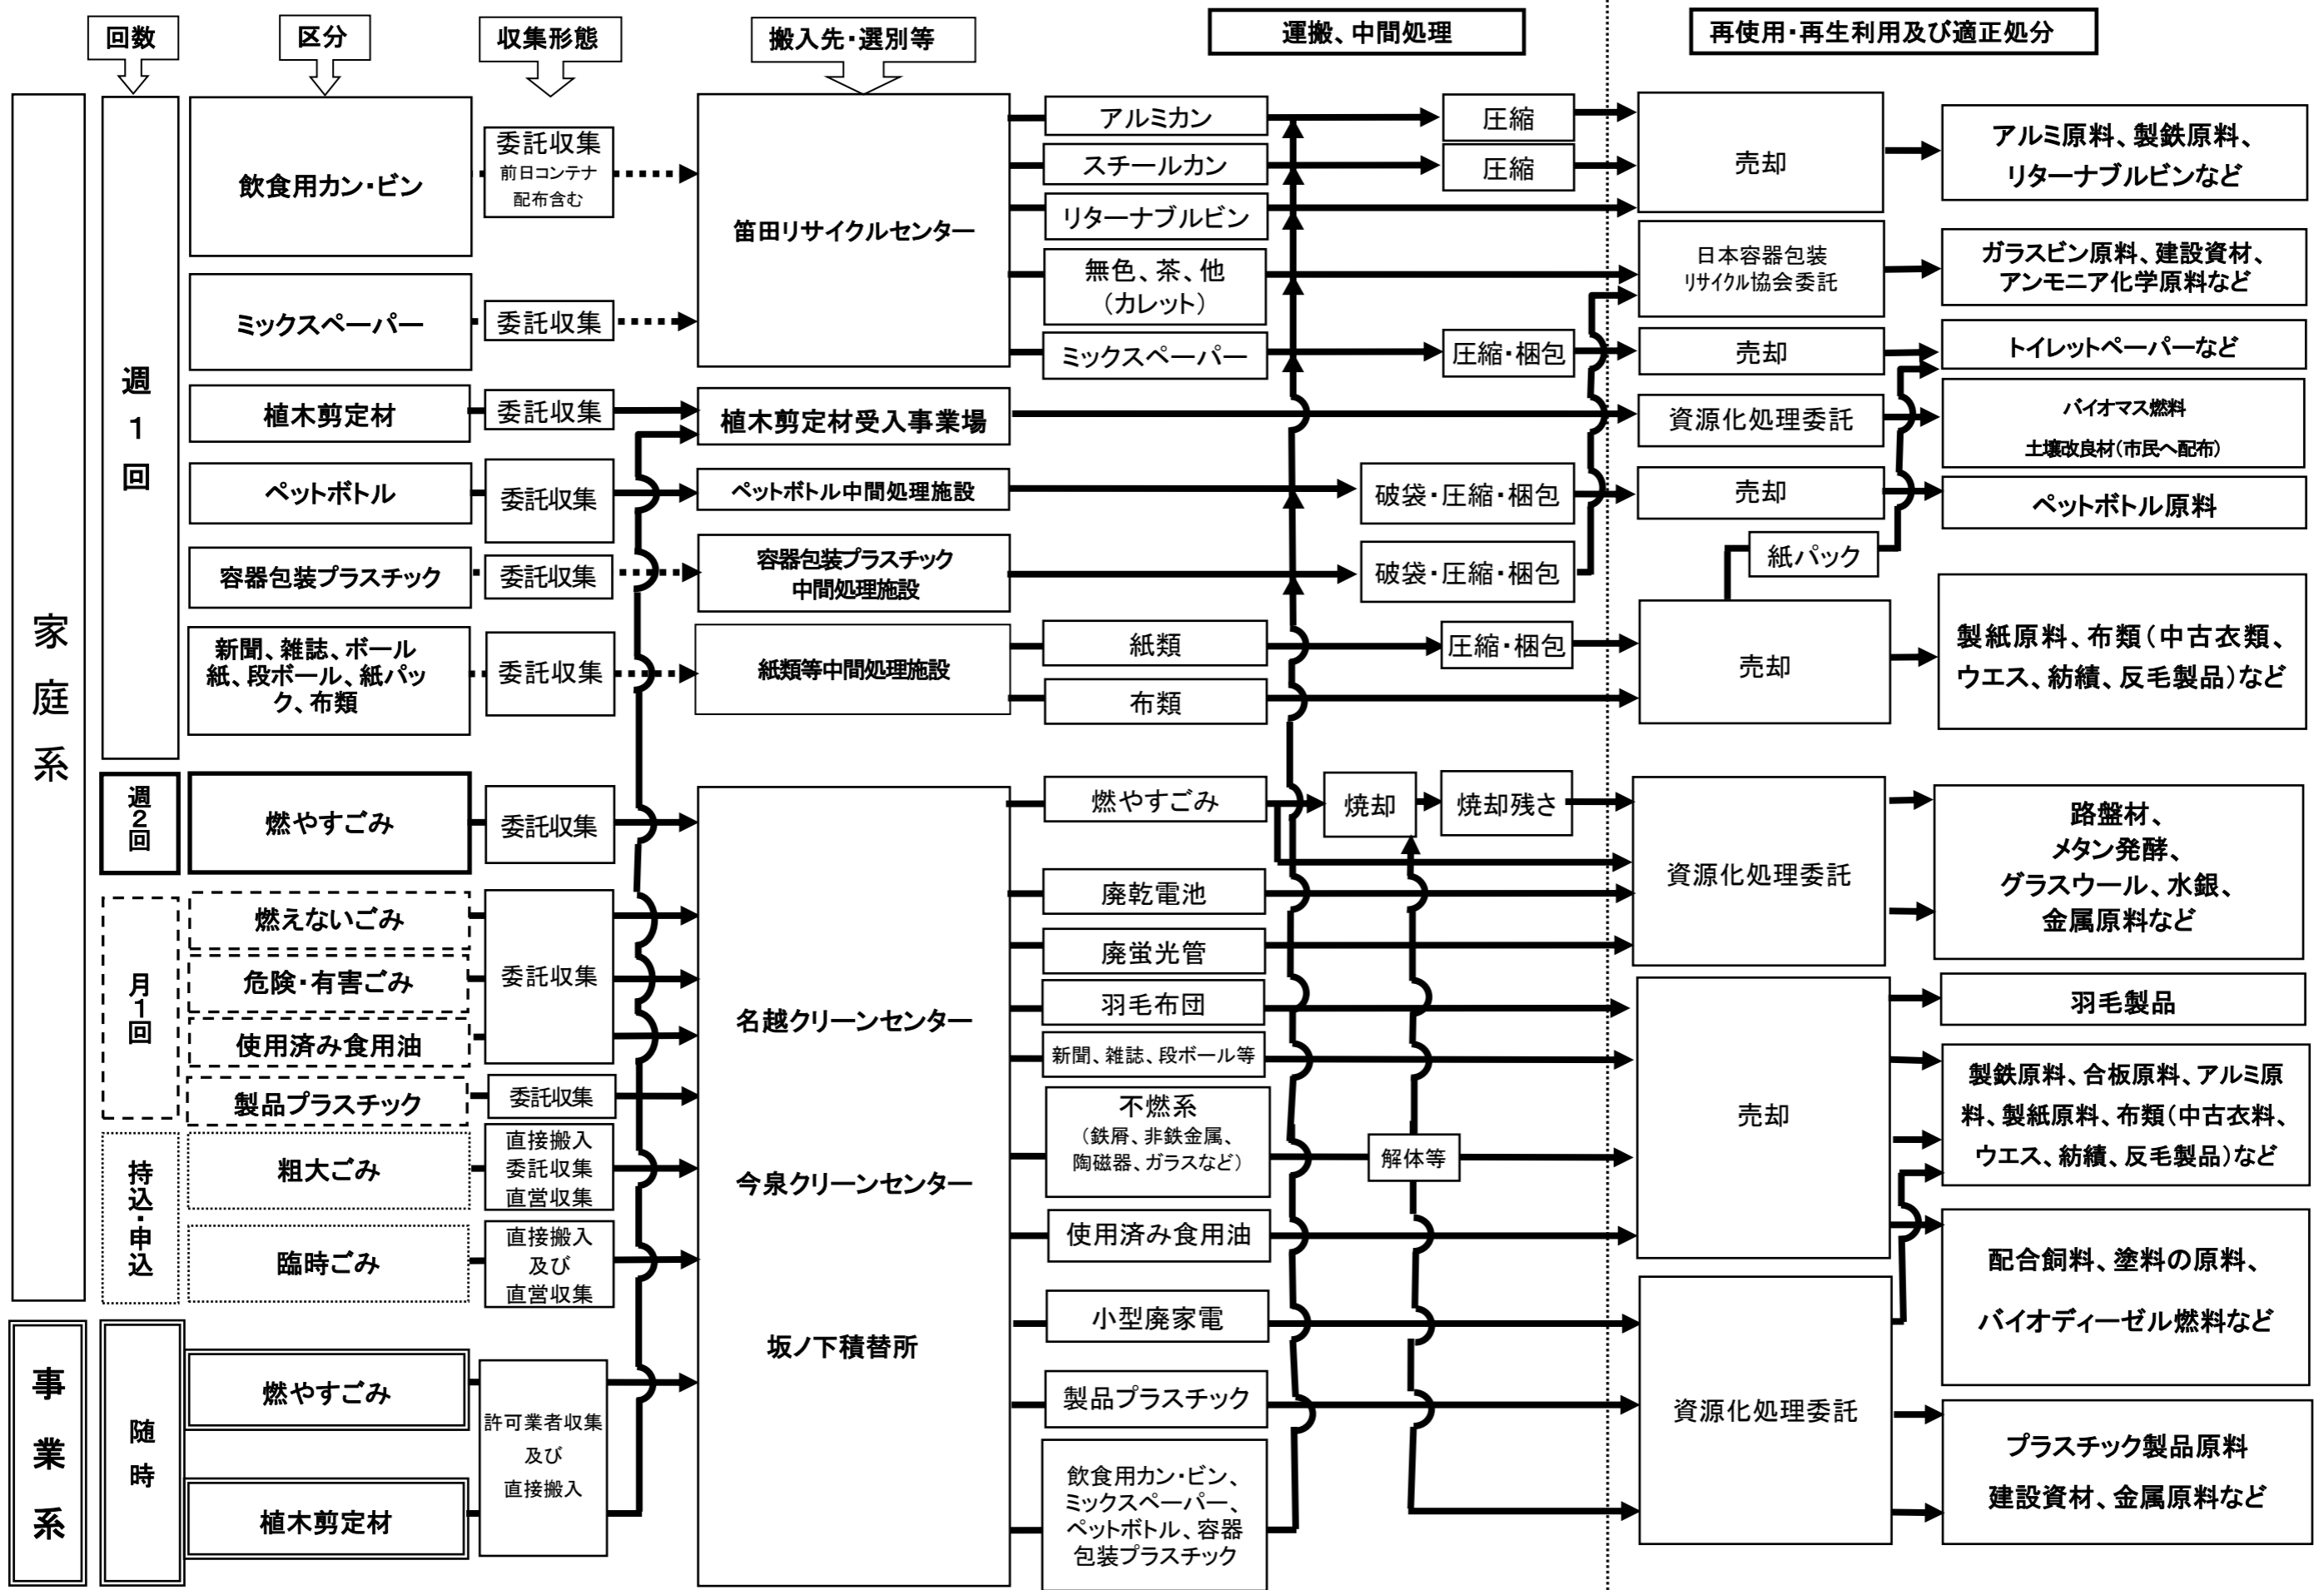 回数
区分
収集形態
搬入先・選別等
運搬、中間処理
再使用・再生利用及び適正処分
家庭系
週1回
飲食用カン・ビン
委託収集
前日コンテナ
配布含む
ミックスペーパー
委託収集
笛田リサイクルセンター
アルミカン
圧縮
スチールカン
圧縮
リターナブルビン
無色、茶、他
(カレット)
ミックスペーパー
圧縮・梱包
売却
アルミ原料、製鉄原料、
リターナブルビンなど
日本容器包装
リサイクル協会委託
ガラスビン原料、建設資材、
アンモニア化学原料など
売却
トイレットペーパーなど
植木剪定材
委託収集
植木剪定材受入事業場
資源化処理委託
バイオマス燃料
土壌改良材(市民へ配布)
ペットボトル
委託収集
ペットボトル中間処理施設
破袋・圧縮・梱包
売却
ペットボトル原料
容器包装プラスチック
委託収集
容器包装プラスチック
中間処理施設
破袋・圧縮・梱包
紙パック
新聞、雑誌、ボール
紙、段ボール、紙パッ
ク、布類
委託収集
紙類等中間処理施設
紙類
圧縮・梱包
布類
売却
製紙原料、布類(中古衣類、
ウエス、紡績、反毛製品)など
週2回
燃やすごみ
委託収集
月1回
燃えないごみ
危険・有害ごみ
使用済み食用油
委託収集
製品プラスチック
委託収集
持込・申込
粗大ごみ
直接搬入
委託収集
直営収集
臨時ごみ
直接搬入
及び
直営収集
事業系
随時
燃やすごみ
植木剪定材
許可業者収集
及び
直接搬入
名越クリーンセンター
今泉クリーンセンター
坂ノ下積替所
燃やすごみ
焼却
焼却残さ
廃乾電池
廃蛍光管
資源化処理委託
路盤材、
メタン発酵、
グラスウール、水銀、
金属原料など
羽毛布団
新聞、雑誌、段ボール等
不燃系
(鉄屑、非鉄金属、
陶磁器、ガラスなど)
解体等
使用済み食用油
売却
羽毛製品
製鉄原料、合板原料、アルミ原
料、製紙原料、布類(中古衣料、
ウエス、紡績、反毛製品)など
配合飼料、塗料の原料、
バイオディーゼル燃料など
小型廃家電
製品プラスチック
飲食用カン・ビン、
ミックスペーパー、
ペットボトル、容器
包装プラスチック
資源化処理委託
プラスチック製品原料
建設資材、金属原料など